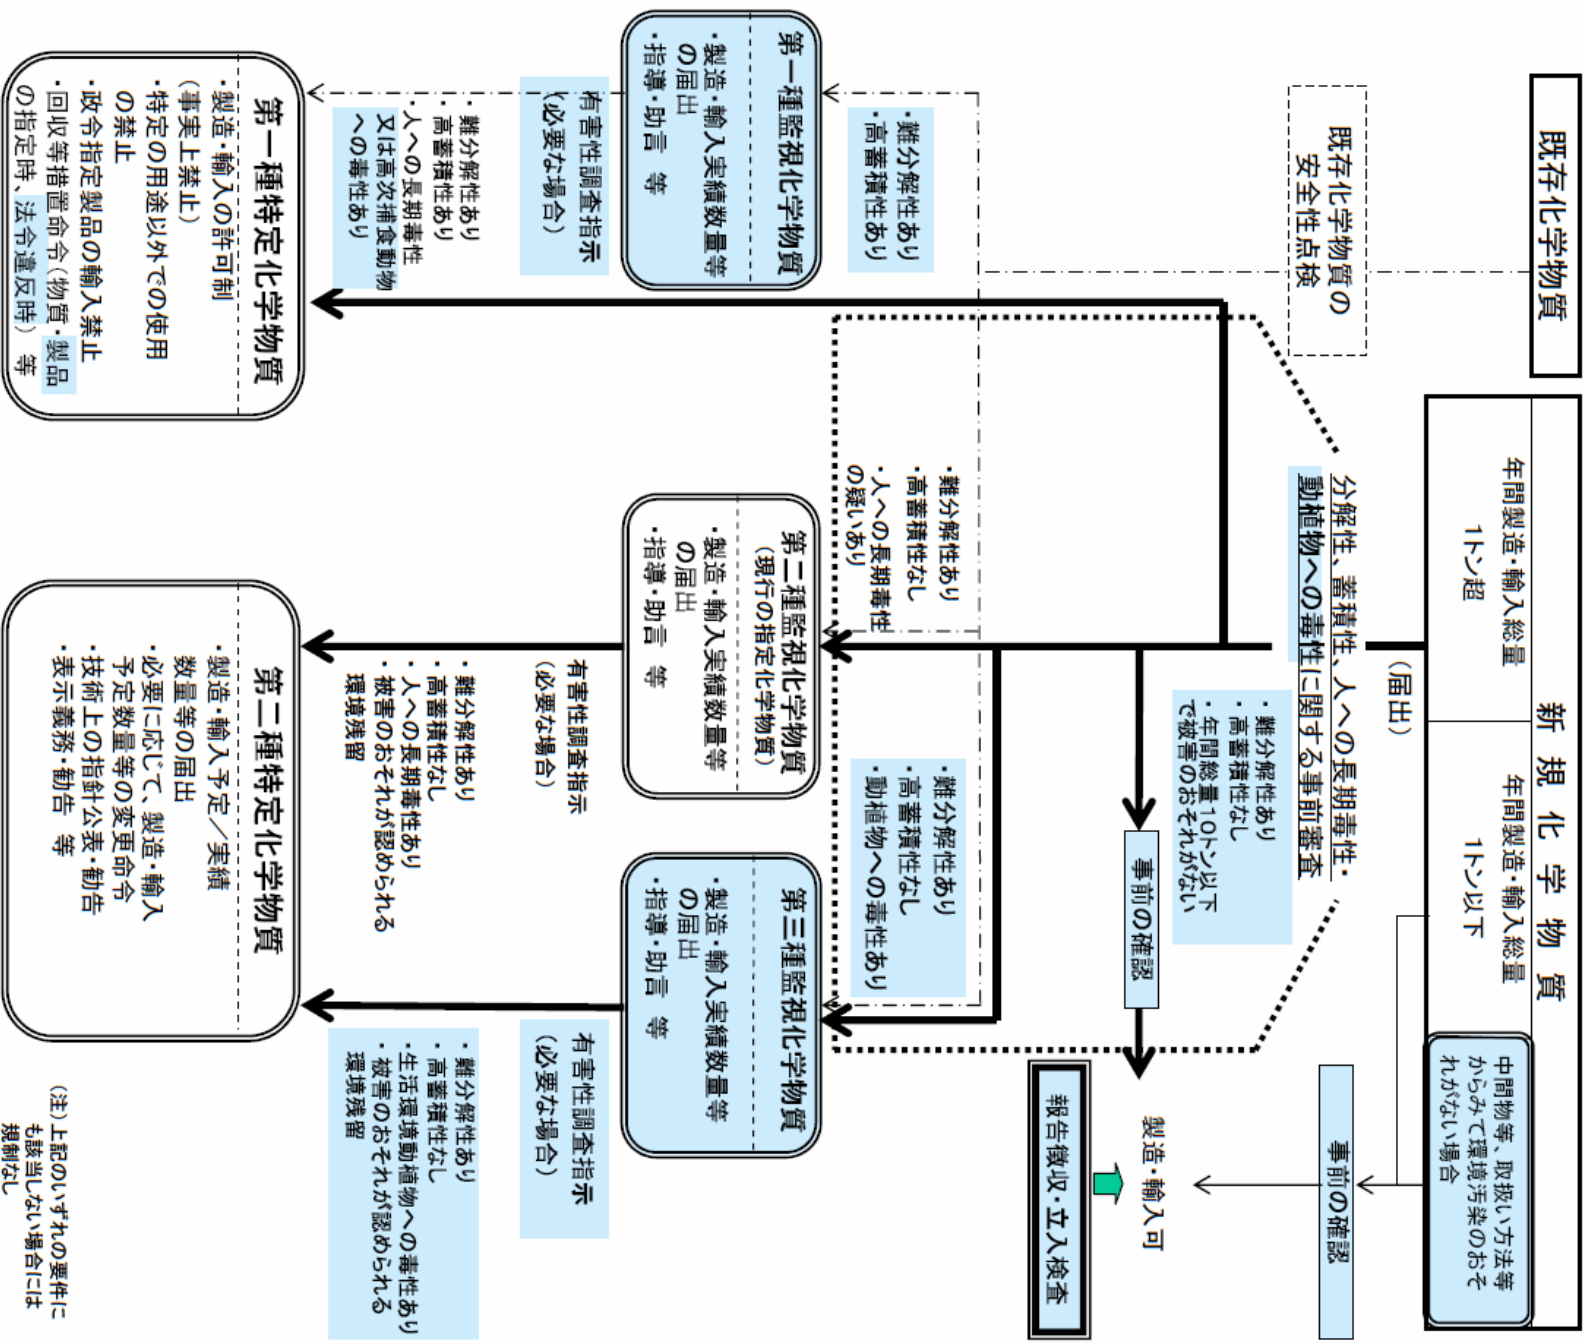 既存化学物質
新規化学物質
年間製造・輸入総量
1トン超
年間製造・輸入総量
1トン以下
中間物等、取扱い方法等
からみて環境汚染のおそ
れがない場合
既存化学物質の
安全性点検
(届出)
事前の確認
分解性、蓄積性、人への長期毒性・
動植物への毒性に関する事前審査
・難分解性あり
・高蓄積性なし
・年間総量10トン以下
で被害のおそれがない
事前の確認
製造・輸入可
報告徴収・立入検査
・難分解性あり
・高蓄積性あり
・難分解性あり
・高蓄積性なし
・人への長期毒性
の疑いあり
・難分解性あり
・高蓄積性なし
・動植物への毒性あり
第一種監視化学物質
・製造・輸入実績数量等
の届出
・指導・助言 等
第二種監視化学物質
(現行の指定化学物質)
・製造・輸入実績数量等
の届出
・指導・助言 等
第三種監視化学物質
・製造・輸入実績数量等
の届出
・指導・助言 等
有害性調査指示
(必要な場合)
・難分解性あり
・高蓄積性あり
・人への長期毒性
又は高次捕食動物
への毒性あり
有害性調査指示
(必要な場合)
・難分解性あり
・高蓄積性なし
・人への長期毒性あり
・被害のおそれが認められる
環境残留
有害性調査指示
(必要な場合)
・難分解性あり
・高蓄積性なし
・生活環境動植物への毒性あり
・被害のおそれが認められる
環境残留
第一種特定化学物質
・製造・輸入の許可制
(事実上禁止)
・特定の用途以外での使用
の禁止
・政令指定製品の輸入禁止
・回収等措置命令(物質・製品
の指定時、法令違反時) 等
第二種特定化学物質
・製造・輸入予定/実績
数量等の届出
・必要に応じて、製造・輸入
予定数量等の変更命令
・技術上の指針公表・勧告
・表示義務・勧告 等
(注)上記のいずれの要件に
も該当しない場合には
規制なし